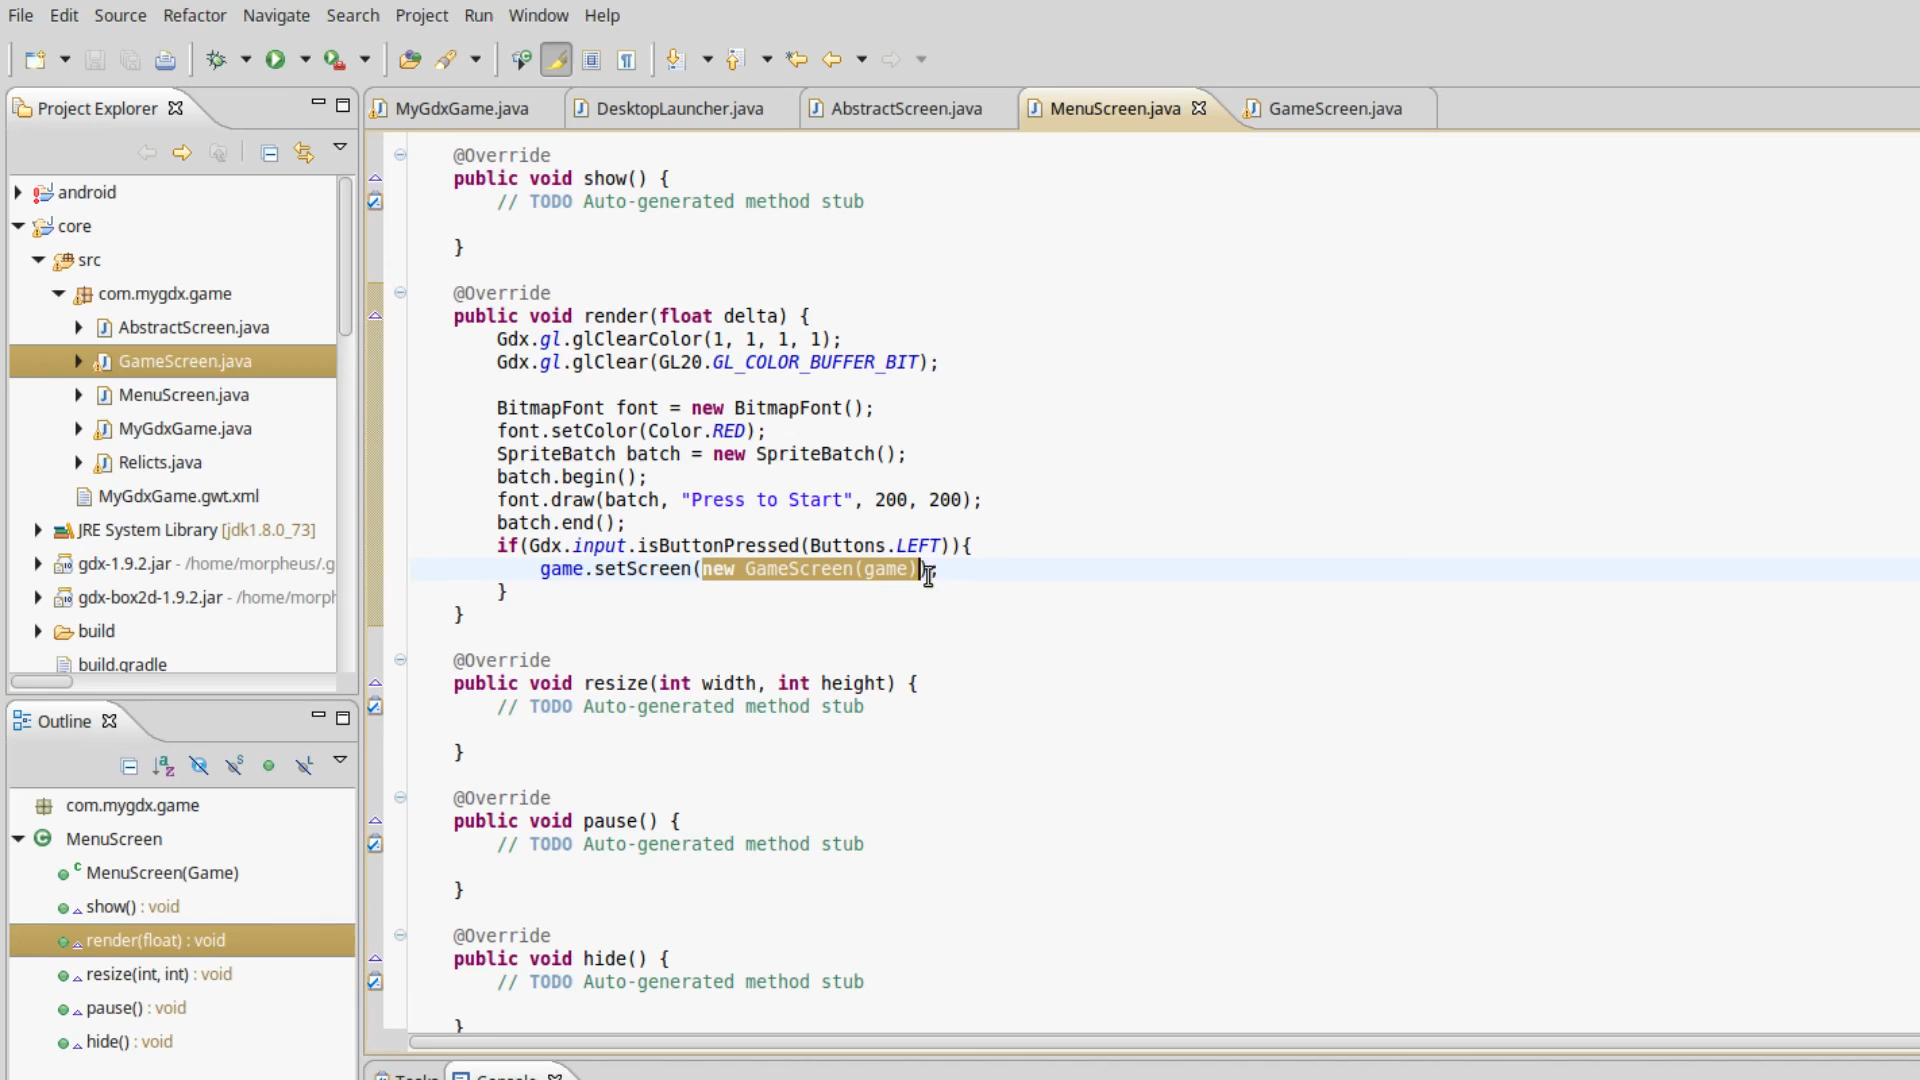 File Edit Source Refactor Navigate Search Project Run Window Help
Project Explorer
android
core
src
com.mygdx.game
AbstractScreen.java
GameScreen.java
MenuScreen.java
MyGdxGame.java
Relicts.java
MyGdxGame.gwt.xml
JRE System Library [jdk1.8.0_73]
gdx-1.9.2.jar - /home/morpheus/.g
gdx-box2d-1.9.2.jar - /home/morph
build
build.gradle
Outline
com.mygdx.game
MenuScreen
MenuScreen(Game)
show() : void
render(float) : void
resize(int, int) : void
pause() : void
hide() : void
MyGdxGame.java DesktopLauncher.java AbstractScreen.java MenuScreen.java GameScreen.java
@Override
public void show() {
// TODO Auto-generated method stub
}
@Override
public void render(float delta) {
Gdx.gl.glClearColor(1, 1, 1, 1);
Gdx.gl.glClear(GL20.GL_COLOR_BUFFER_BIT);
BitmapFont font = new BitmapFont();
font.setColor(Color.RED);
SpriteBatch batch = new SpriteBatch();
batch.begin();
font.draw(batch, "Press to Start", 200, 200);
batch.end();
if(Gdx.input.isButtonPressed(Buttons.LEFT)){
game.setScreen(new GameScreen(game));
}
}
@Override
public void resize(int width, int height) {
// TODO Auto-generated method stub
}
@Override
public void pause() {
// TODO Auto-generated method stub
}
@Override
public void hide() {
// TODO Auto-generated method stub
}
Tasks Console